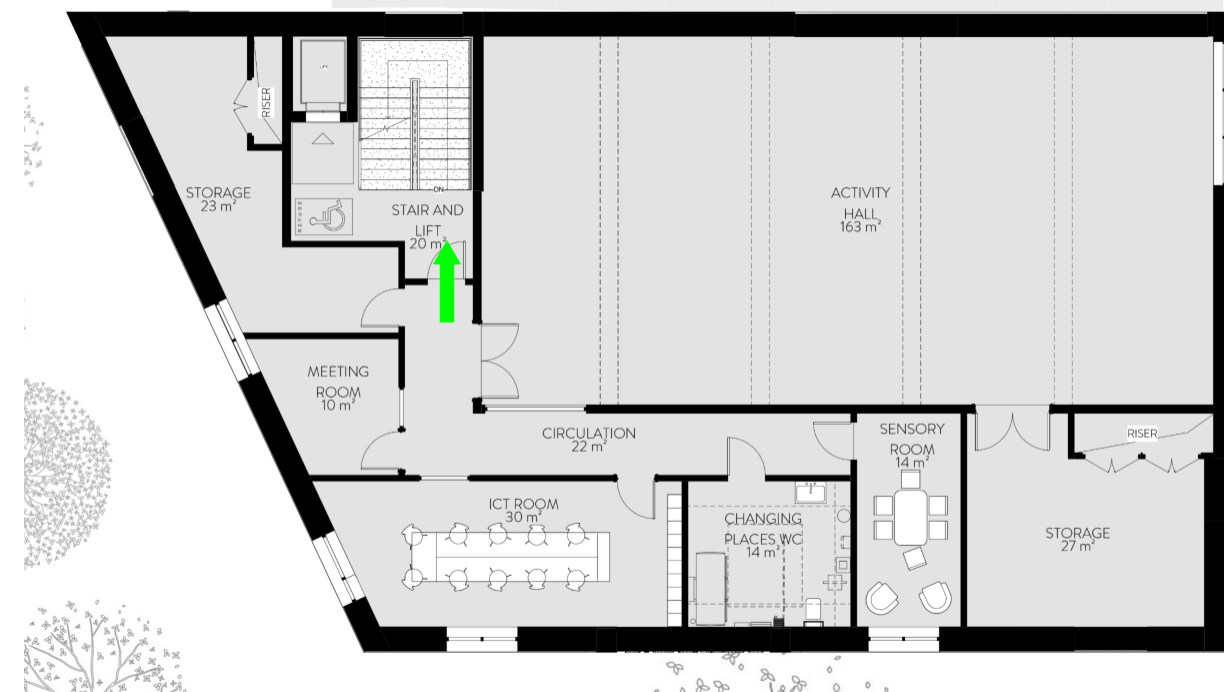 LIFT
RISER
STORAGE
23 m²
REFUGE
DN
STAIR AND
LIFT
20 m²
ACTIVITY
HALL
163 m²
MEETING
ROOM
10 m²
CIRCULATION
22 m²
SENSORY
ROOM
14 m²
RISER
ICT ROOM
30 m²
CHANGING
PLACES WC
14 m²
STORAGE
27 m²